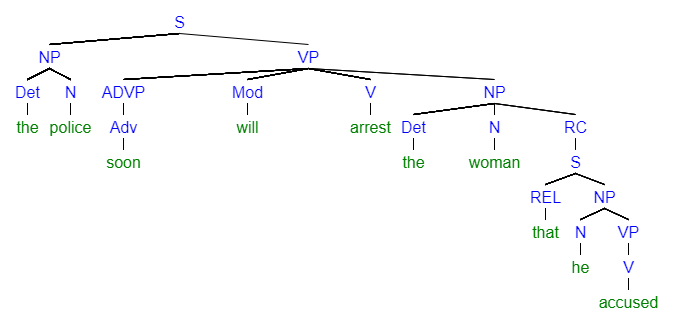 S
NP VP
Det N ADVP Mod V NP
the police Adv will arrest Det N RC
soon the woman S
REL NP
that N VP
he V
accused